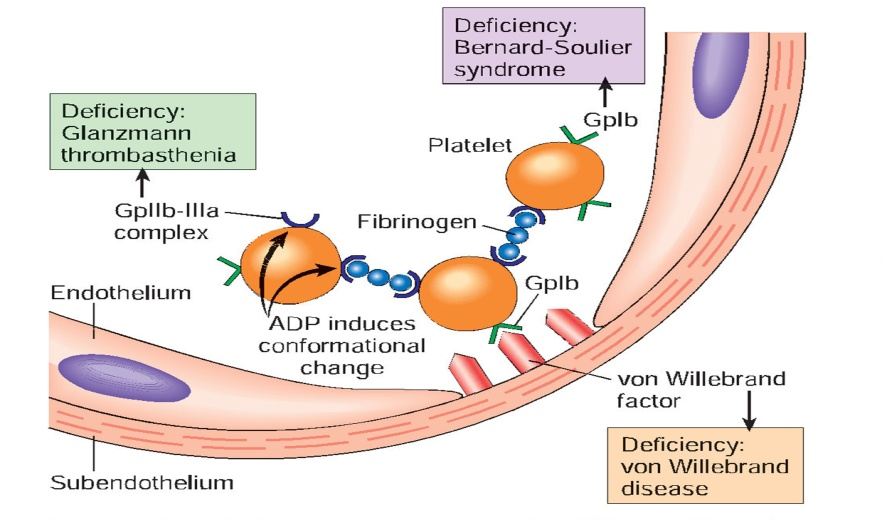 Deficiency:
Bernard-Soulier
syndrome
Deficiency:
Glanzmann
thrombasthenia
GpIb
Platelet
GpIIb-IIIa
complex
Fibrinogen
GpIb
Endothelium
ADP induces
conformational
change
von Willebrand
factor
Deficiency:
von Willebrand
disease
Subendothelium